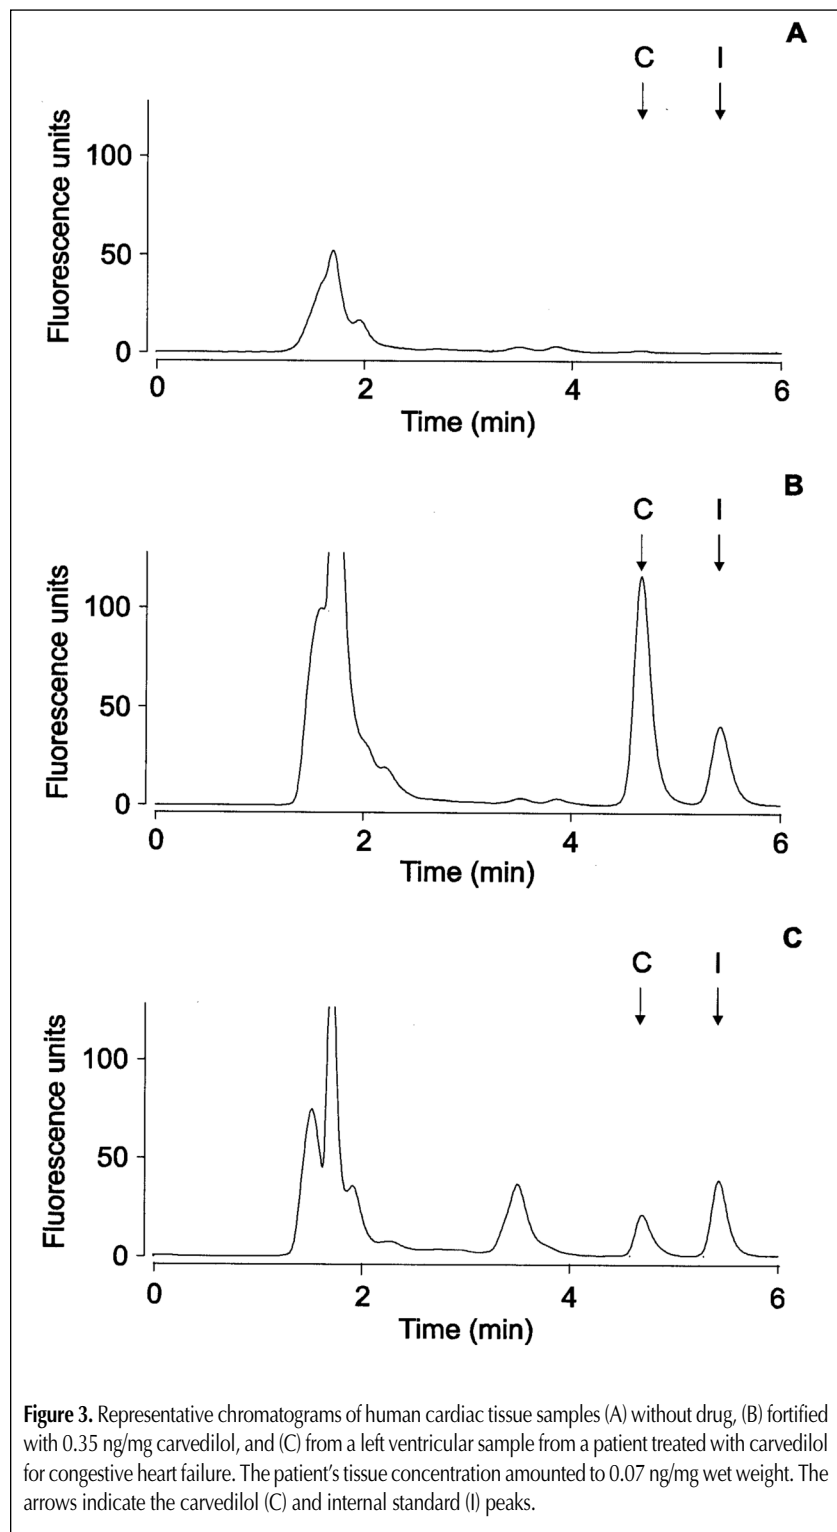 A
C I
Fluorescence units
100
50
0
0 2 4 6
Time (min)
B
C I
Fluorescence units
100
50
0
0 2 4 6
Time (min)
C
C I
Fluorescence units
100
50
0
0 2 4 6
Time (min)
Figure 3. Representative chromatograms of human cardiac tissue samples (A) without drug, (B) fortified
with 0.35 ng/mg carvedilol, and (C) from a left ventricular sample from a patient treated with carvedilol
for congestive heart failure. The patient's tissue concentration amounted to 0.07 ng/mg wet weight. The
arrows indicate the carvedilol (C) and internal standard (I) peaks.